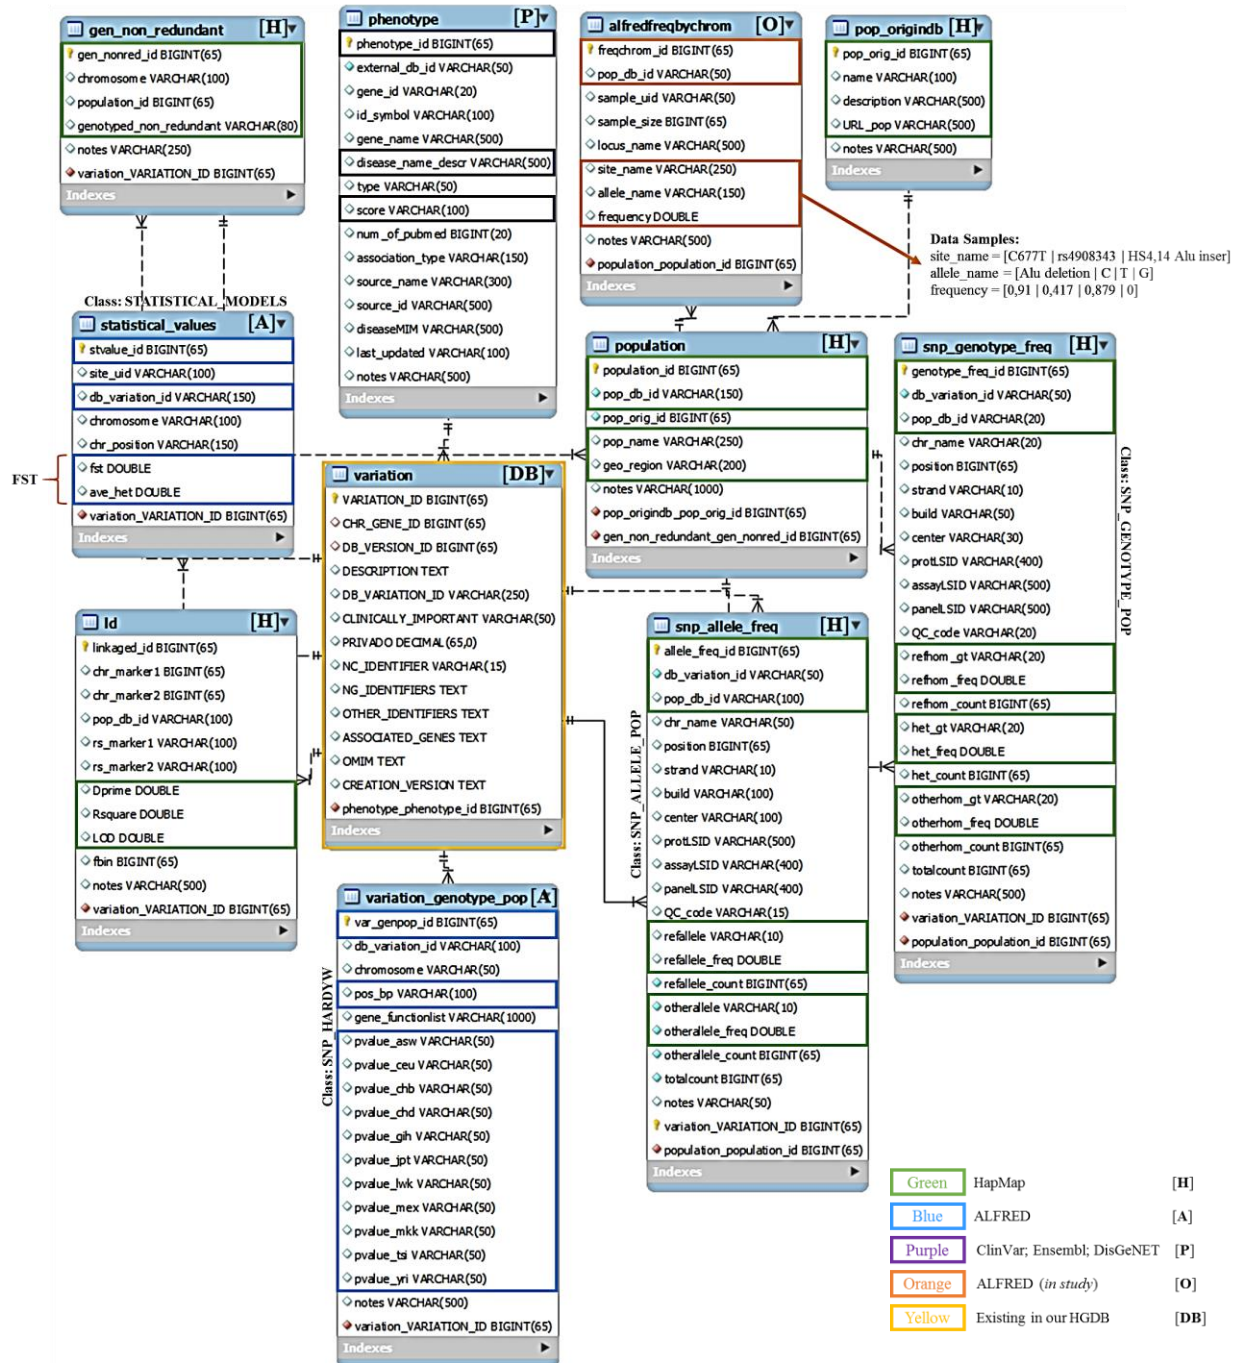 gen_non_redundant [H]
gen_nonred_id BIGINT(65)
chromosome VARCHAR(100)
population_id BIGINT(65)
genotyped_non_redundant VARCHAR(80)
notes VARCHAR(250)
variation_VARIATION_ID BIGINT(65)
Indexes
phenotype [P]
phenotype_id BIGINT(65)
external_db_id VARCHAR(50)
gene_id VARCHAR(20)
id_symbol VARCHAR(100)
gene_name VARCHAR(500)
disease_name_descr VARCHAR(500)
type VARCHAR(50)
score VARCHAR(100)
num_of_pubmed BIGINT(20)
association_type VARCHAR(150)
source_name VARCHAR(300)
source_id VARCHAR(500)
diseaseMIM VARCHAR(500)
last_updated VARCHAR(100)
notes VARCHAR(500)
Indexes
alfredfreqbychrom [O]
freqchrom_id BIGINT(65)
pop_db_id VARCHAR(50)
sample_uid VARCHAR(50)
sample_size BIGINT(65)
locus_name VARCHAR(500)
site_name VARCHAR(250)
allele_name VARCHAR(150)
frequency DOUBLE
notes VARCHAR(500)
population_population_id BIGINT(65)
Indexes
pop_origindb [H]
pop_orig_id BIGINT(65)
name VARCHAR(100)
description VARCHAR(500)
URL_pop VARCHAR(500)
notes VARCHAR(500)
Indexes
Data Samples:
site_name = [C677T | rs4908343 | HS4,14 Alu inser]
allele_name = [Alu deletion | C | T | G]
frequency = [0,91 | 0,417 | 0,879 | 0]
Class: STATISTICAL_MODELS
statistical_values [A]
stvalue_id BIGINT(65)
site_uid VARCHAR(100)
db_variation_id VARCHAR(150)
chromosome VARCHAR(100)
chr_position VARCHAR(150)
FST
fst DOUBLE
ave_het DOUBLE
variation_VARIATION_ID BIGINT(65)
Indexes
population [H]
population_id BIGINT(65)
pop_db_id VARCHAR(150)
pop_orig_id BIGINT(65)
pop_name VARCHAR(250)
geo_region VARCHAR(200)
notes VARCHAR(1000)
pop_origindb_pop_orig_id BIGINT(65)
gen_non_redundant_gen_nonred_id BIGINT(65)
Indexes
snp_genotype_freq [H]
genotype_freq_id BIGINT(65)
db_variation_id VARCHAR(50)
pop_db_id VARCHAR(20)
chr_name VARCHAR(20)
position BIGINT(65)
strand VARCHAR(10)
build VARCHAR(50)
center VARCHAR(30)
protLSID VARCHAR(400)
assayLSID VARCHAR(500)
panelLSID VARCHAR(500)
QC_code VARCHAR(20)
refhom_gt VARCHAR(20)
refhom_freq DOUBLE
refhom_count BIGINT(65)
het_gt VARCHAR(20)
het_freq DOUBLE
het_count BIGINT(65)
otherhom_gt VARCHAR(20)
otherhom_freq DOUBLE
otherhom_count BIGINT(65)
totalcount BIGINT(65)
notes VARCHAR(500)
variation_VARIATION_ID BIGINT(65)
population_population_id BIGINT(65)
Indexes
Class: SNP_GENOTYPE_POP
variation [DB]
VARIATION_ID BIGINT(65)
CHR_GENE_ID BIGINT(65)
DB_VERSION_ID BIGINT(65)
DESCRIPTION TEXT
DB_VARIATION_ID VARCHAR(250)
CLINICALLY_IMPORTANT VARCHAR(50)
PRIVADO DECIMAL(65,0)
NC_IDENTIFIER VARCHAR(15)
NG_IDENTIFIERS TEXT
OTHER_IDENTIFIERS TEXT
ASSOCIATED_GENES TEXT
OMIM TEXT
CREATION_VERSION TEXT
phenotype_phenotype_id BIGINT(65)
Indexes
ld [H]
linkaged_id BIGINT(65)
chr_marker1 BIGINT(65)
chr_marker2 BIGINT(65)
pop_db_id VARCHAR(100)
rs_marker1 VARCHAR(100)
rs_marker2 VARCHAR(100)
Dprime DOUBLE
Rsquare DOUBLE
LOD DOUBLE
fbin BIGINT(65)
notes VARCHAR(500)
variation_VARIATION_ID BIGINT(65)
Indexes
Class: SNP_ALLELE_POP
snp_allele_freq [H]
allele_freq_id BIGINT(65)
db_variation_id VARCHAR(50)
pop_db_id VARCHAR(100)
chr_name VARCHAR(50)
position BIGINT(65)
strand VARCHAR(10)
build VARCHAR(100)
center VARCHAR(100)
protLSID VARCHAR(500)
assayLSID VARCHAR(400)
panelLSID VARCHAR(400)
QC_code VARCHAR(15)
refallele VARCHAR(10)
refallele_freq DOUBLE
refallele_count BIGINT(65)
otherallele VARCHAR(10)
otherallele_freq DOUBLE
otherallele_count BIGINT(65)
totalcount BIGINT(65)
notes VARCHAR(50)
variation_VARIATION_ID BIGINT(65)
population_population_id BIGINT(65)
Indexes
Class: SNP_HARDYW
variation_genotype_pop [A]
var_genpop_id BIGINT(65)
db_variation_id VARCHAR(100)
chromosome VARCHAR(50)
pos_bp VARCHAR(100)
gene_functionlist VARCHAR(1000)
pvalue_asw VARCHAR(50)
pvalue_ceu VARCHAR(50)
pvalue_chb VARCHAR(50)
pvalue_chd VARCHAR(50)
pvalue_gih VARCHAR(50)
pvalue_jpt VARCHAR(50)
pvalue_lwk VARCHAR(50)
pvalue_mex VARCHAR(50)
pvalue_mkk VARCHAR(50)
pvalue_tsi VARCHAR(50)
pvalue_yri VARCHAR(50)
notes VARCHAR(500)
variation_VARIATION_ID BIGINT(65)
Indexes
Green HapMap [H]
Blue ALFRED [A]
Purple ClinVar; Ensembl; DisGeNET [P]
Orange ALFRED (in study) [O]
Yellow Existing in our HGDB [DB]